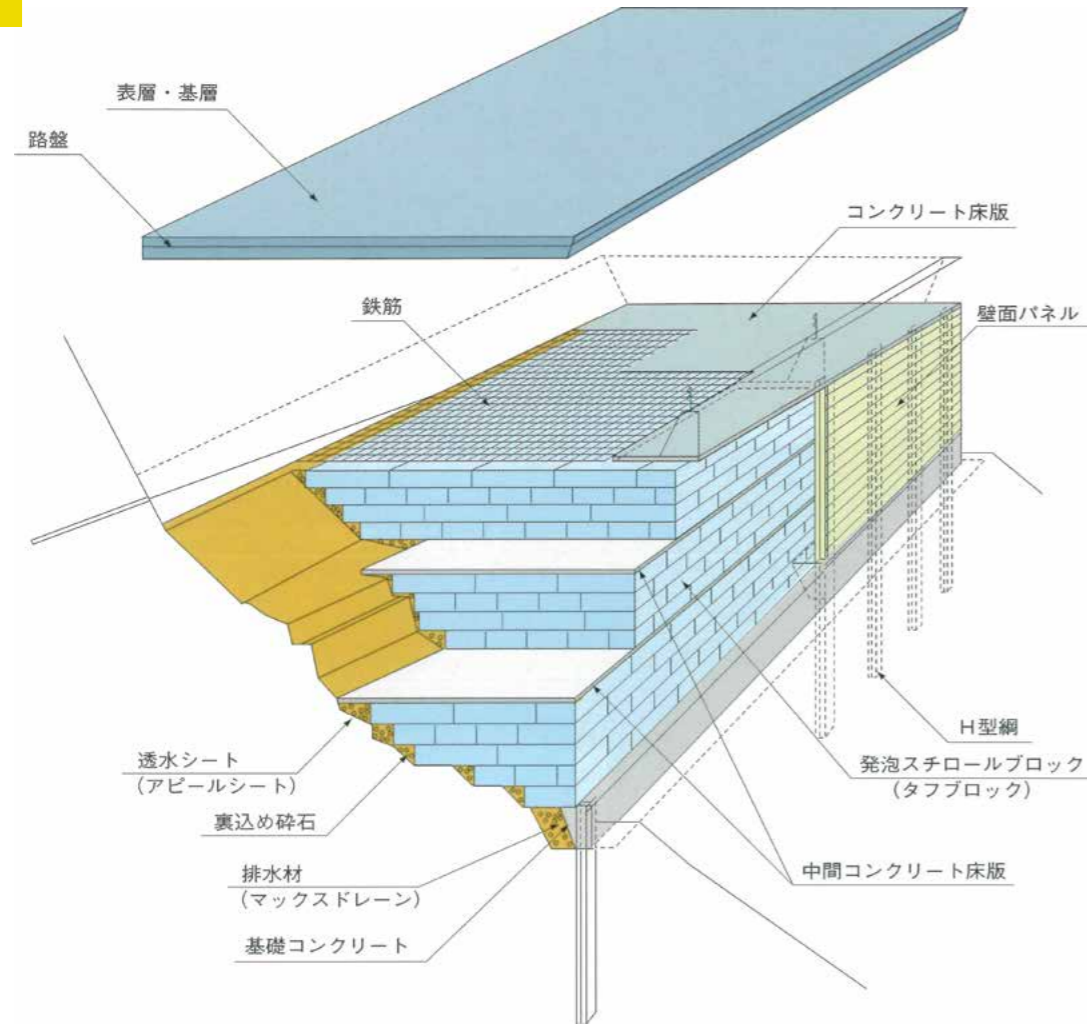 表層・基層
路盤
コンクリート床版
鉄筋
壁面パネル
H型綱
透水シート
(アピールシート)
発泡スチロールブロック
(タフブロック)
裏込め砕石
排水材
(マックスドレーン)
中間コンクリート床版
基礎コンクリート